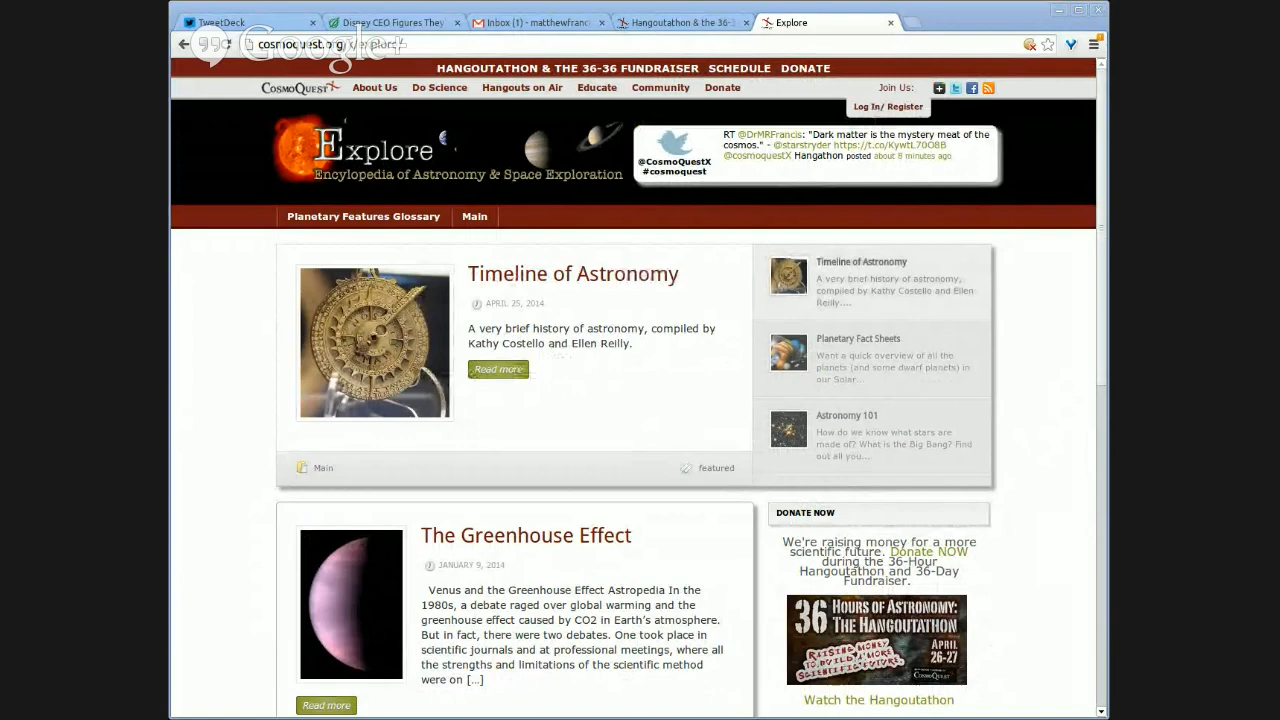 TweetDeck
Disney CEO Figures They
Inbox (1) - matthewfranc
Hangoutathon & the 36-3
Explore
Google+
HANGOUTATHON & THE 36-36 FUNDRAISER SCHEDULE DONATE
COSMOQUEST About Us Do Science Hangouts on Air Educate Community Donate Join Us:
Log In/ Register
Explore
Encylopedia of Astronomy & Space Exploration
@CosmoQuestX
#cosmoquest
RT @DrMRFrancis: "Dark matter is the mystery meat of the
cosmos." - @starstryder https://t.co/KywtL70O8B
@cosmoquestX Hangathon posted about 8 minutes ago
Planetary Features Glossary Main
Timeline of Astronomy
APRIL 25, 2014
A very brief history of astronomy, compiled by
Kathy Costello and Ellen Reilly.
Read more
Main
featured
Timeline of Astronomy
A very brief history of astronomy,
compiled by Kathy Costello and Ellen
Reilly....
Planetary Fact Sheets
Want a quick overview of all the
planets (and some dwarf planets) in
our Solar...
Astronomy 101
How do we know what stars are
made of? What is the Big Bang? Find
out all you...
The Greenhouse Effect
JANUARY 9, 2014
Venus and the Greenhouse Effect Astropedia In the
1980s, a debate raged over global warming and the
greenhouse effect caused by CO2 in Earth's atmosphere.
But in fact, there were two debates. One took place in
scientific journals and at professional meetings, where all
the strengths and limitations of the scientific method
were on [...]
Read more
DONATE NOW
We're raising money for a more
scientific future. Donate NOW
during the 36-Hour
Hangoutathon and 36-Day
Fundraiser.
36 HOURS OF ASTRONOMY:
THE HANGOUTATHON
RAISING MONEY
TO BUILD A MORE
SCIENTIFIC FUTURE
APRIL
26-27
COSMOQUEST
Watch the Hangoutathon